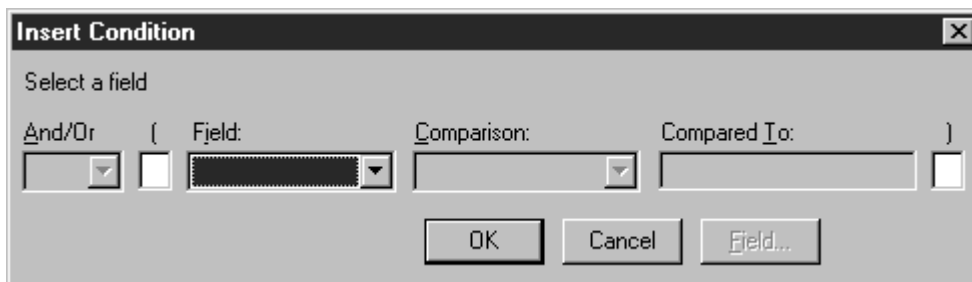 Insert Condition
Select a field
And/Or ( Field: Comparison: Compared To: )
OK Cancel Field...